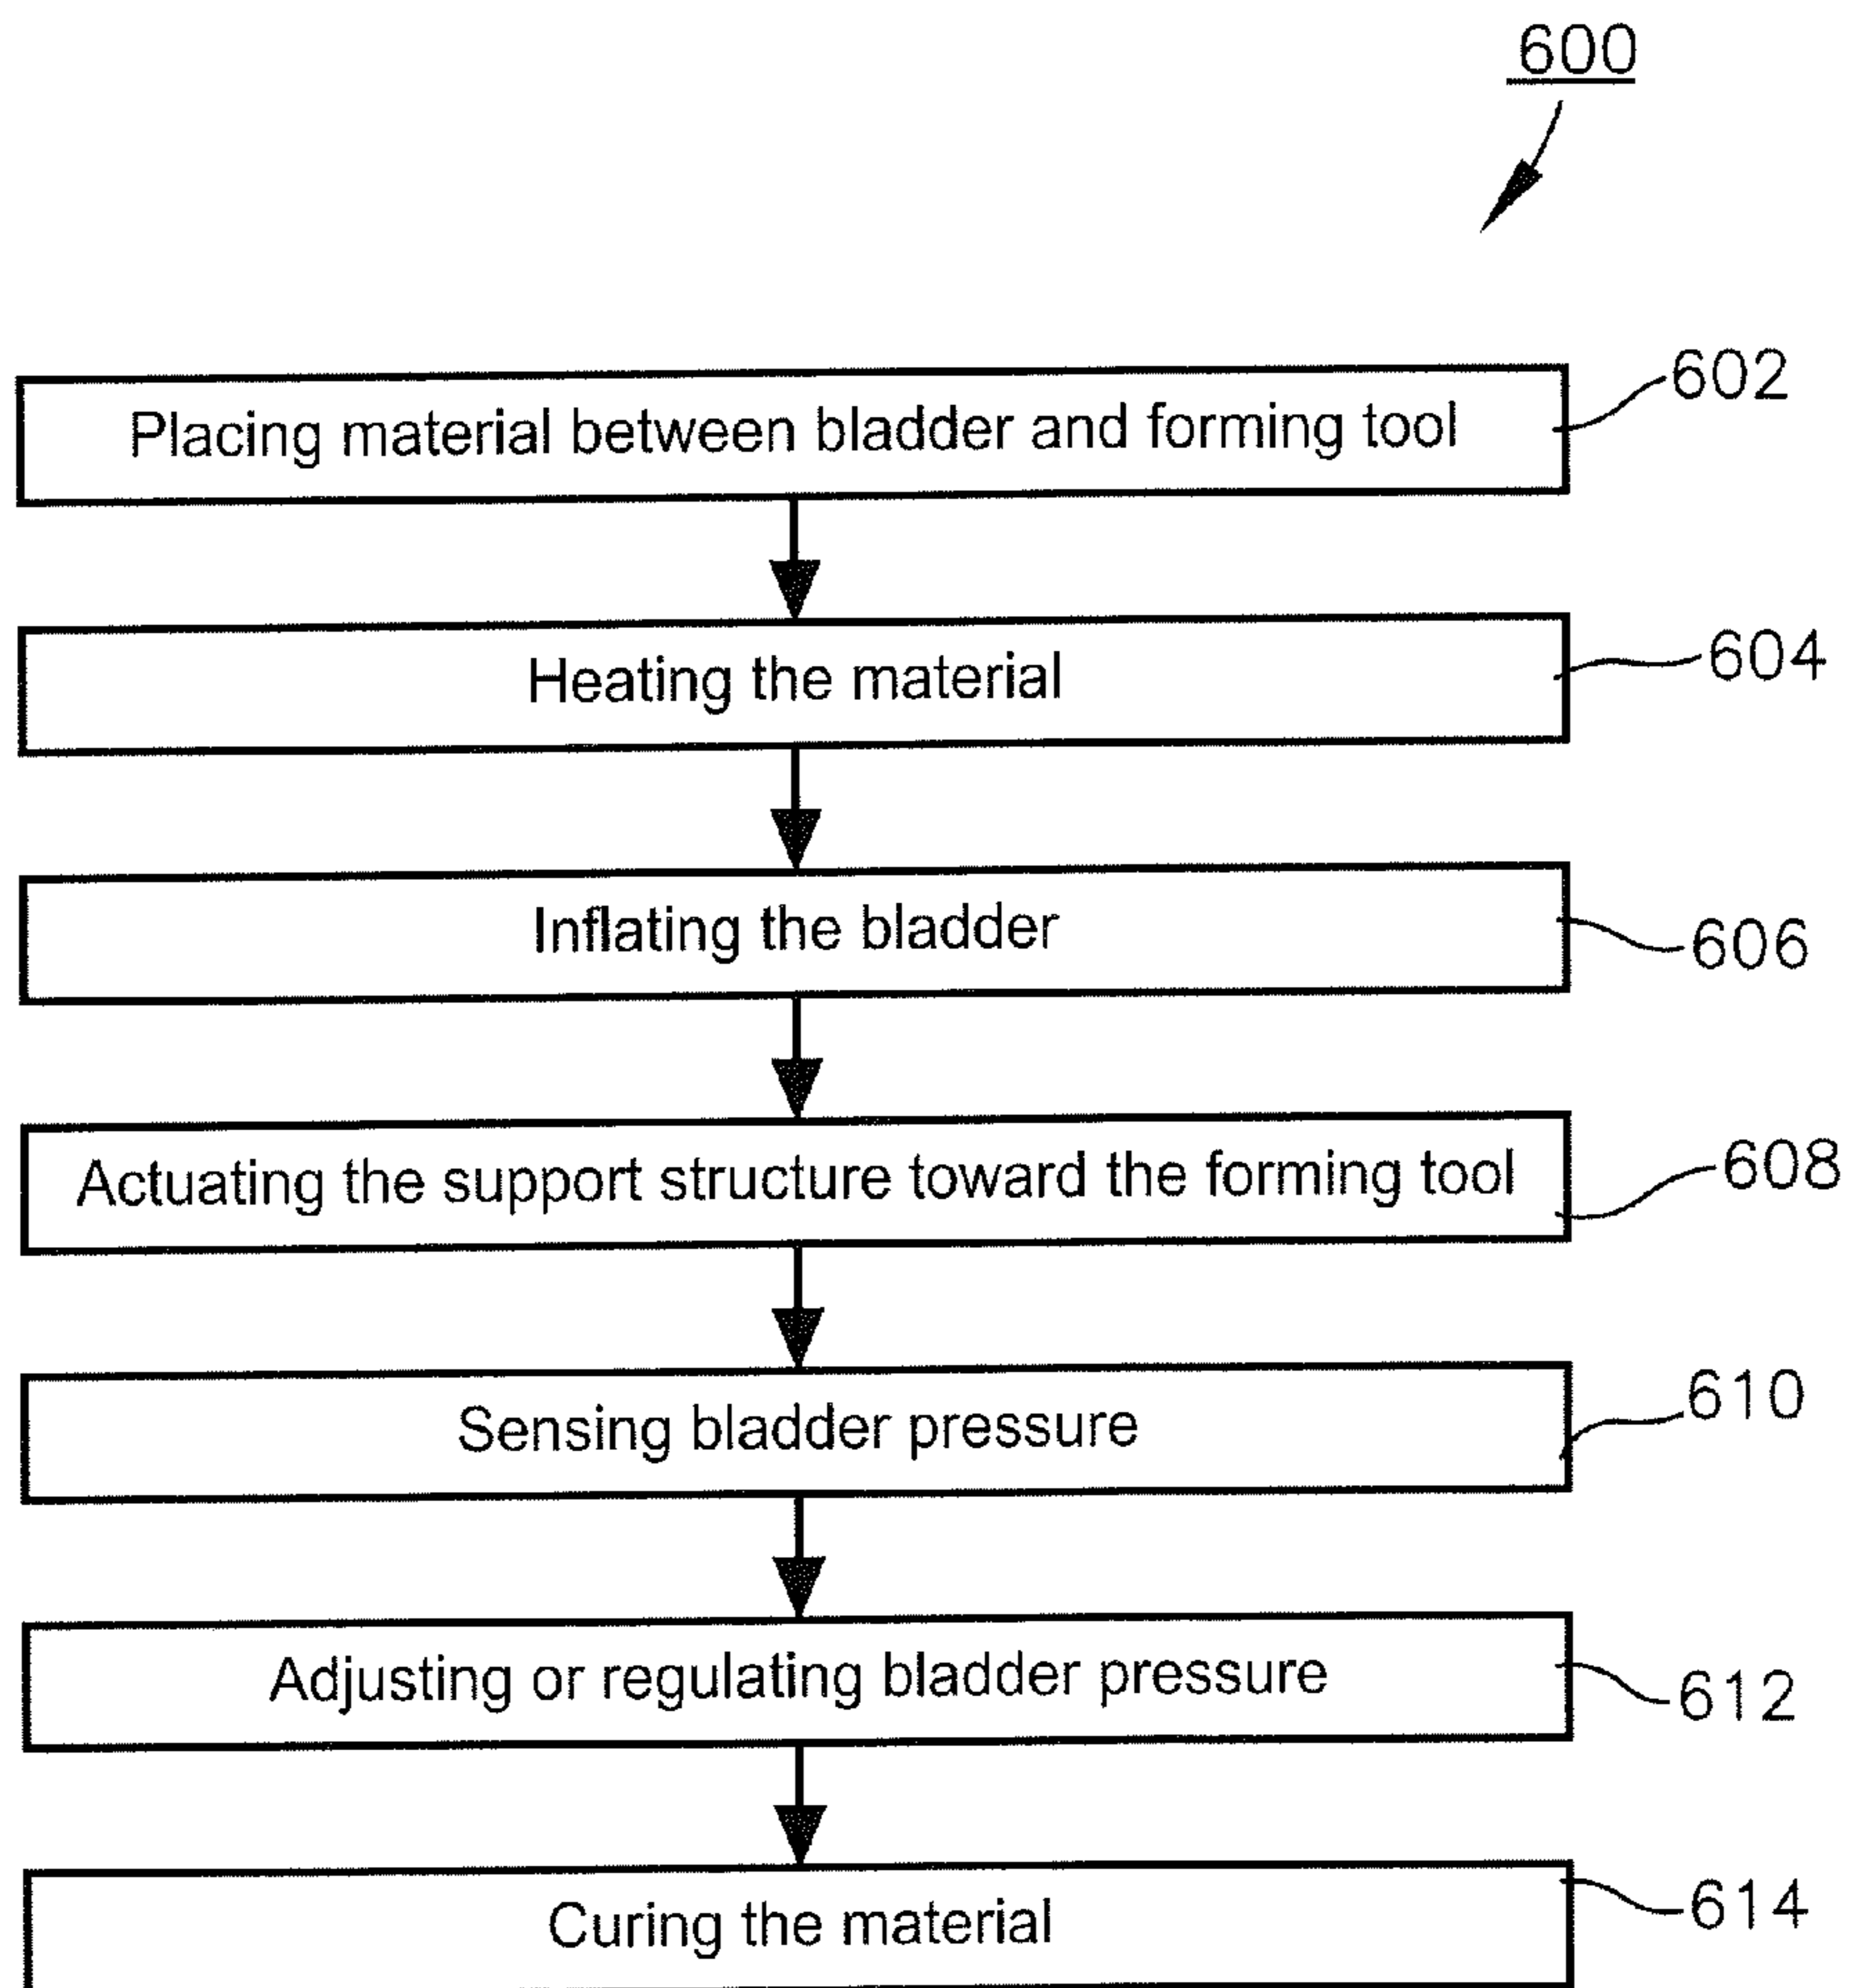 600
Placing material between bladder and forming tool
602
Heating the material
604
Inflating the bladder
606
Actuating the support structure toward the forming tool
608
Sensing bladder pressure
610
Adjusting or regulating bladder pressure
612
Curing the material
614